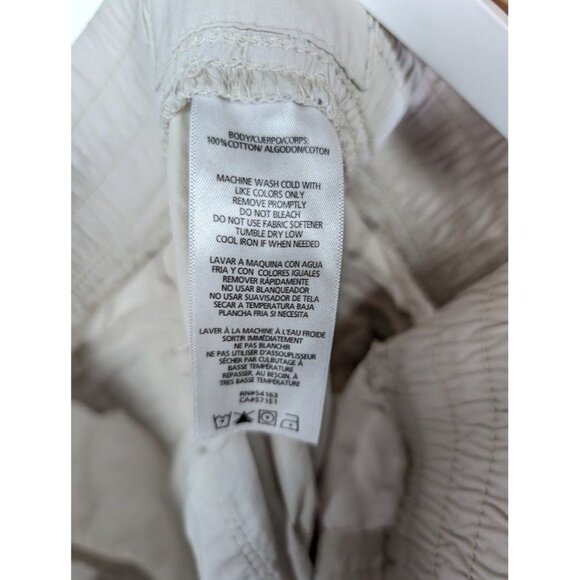 BODY/CUERPO/CORPS:
100%COTTON/ ALGODON/COTON
MACHINE WASH COLD WITH
LIKE COLORS ONLY
REMOVE PROMPTLY
DO NOT BLEACH
DO NOT USE FABRIC SOFTENER
TUMBLE DRY LOW
COOL IRON IF WHEN NEEDED
LAVAR A MAQUINA CON AGUA
FRIA Y CON COLORES IGUALES
REMOVER RÁPIDAMENTE
NO USAR BLANQUEADOR
NO USAR SUAVISADOR DE TELA
SECAR A TEMPERATURA BAJA
PLANCHA FRIA SI NECESITA
LAVER À LA MACHINE À L'EAU FROIDE
SORTIR IMMÉDIATEMENT
NE PAS BLANCHIR
NE PAS UTILISER D'ASSOUPLISEUR
SÉCHER PAR CULBUTAGE À
BASSE TEMPÉRATURE
REPASSER, AU BESOIN, À
TRES BASSE TEMPÉRATURE
RN#54163
CA#57151